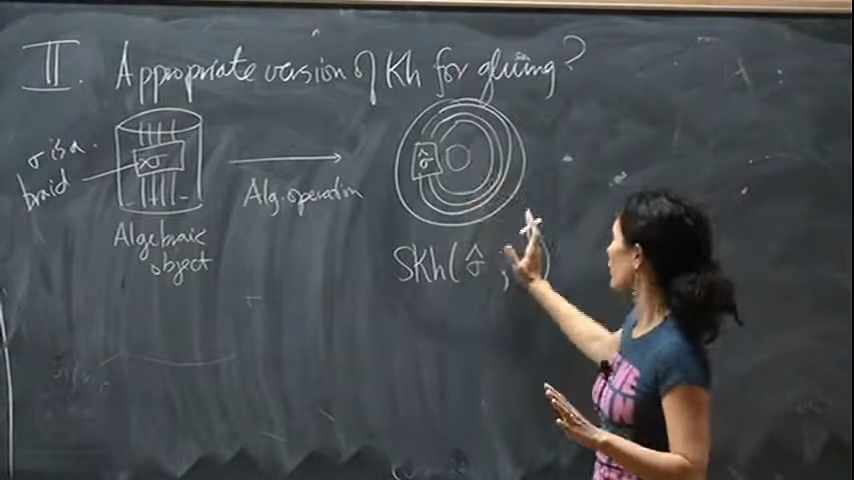 II. Appropriate version of Kh for gluing?
σ is a
braid
σ
Alg. operation
σ̂
Algebraic
object
SKh(σ̂,
)